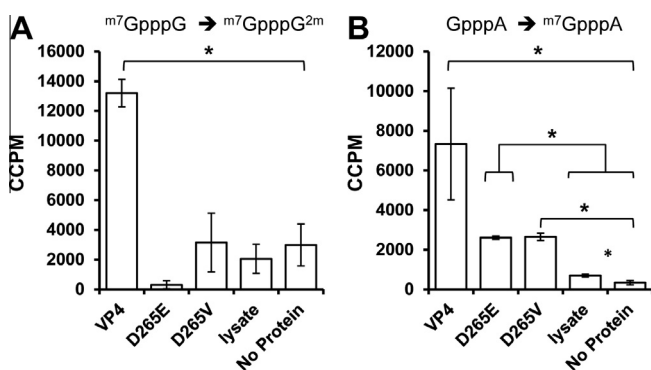 A
m7GpppG → m7GpppG2m
16000
14000
12000
10000
8000
6000
4000
2000
0
CCPM
*
VP4
D265E
D265V
lysate
No Protein
B
GpppA → m7GpppA
12000
10000
8000
6000
4000
2000
0
CCPM
*
*
*
*
VP4
D265E
D265V
lysate
No Protein